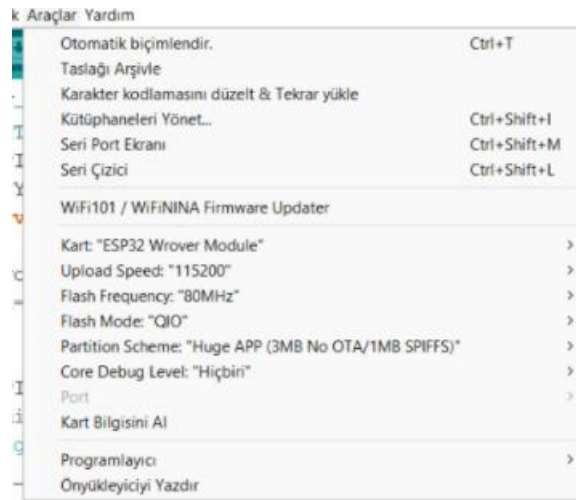 Araçlar Yardım
Otomatik biçimlendir. Ctrl+T
Taslağı Arşivle
Karakter kodlamasını düzelt & Tekrar yükle
Kütüphaneleri Yönet... Ctrl+Shift+I
Seri Port Ekranı Ctrl+Shift+M
Seri Çizici Ctrl+Shift+L
WiFi101 / WiFiNINA Firmware Updater
Kart: "ESP32 Wrover Module"
Upload Speed: "115200"
Flash Frequency: "80MHz"
Flash Mode: "QIO"
Partition Scheme: "Huge APP (3MB No OTA/1MB SPIFFS)"
Core Debug Level: "Hiçbiri"
Port
Kart Bilgisini Al
Programlayıcı
Önyükleyiciyi Yazdır